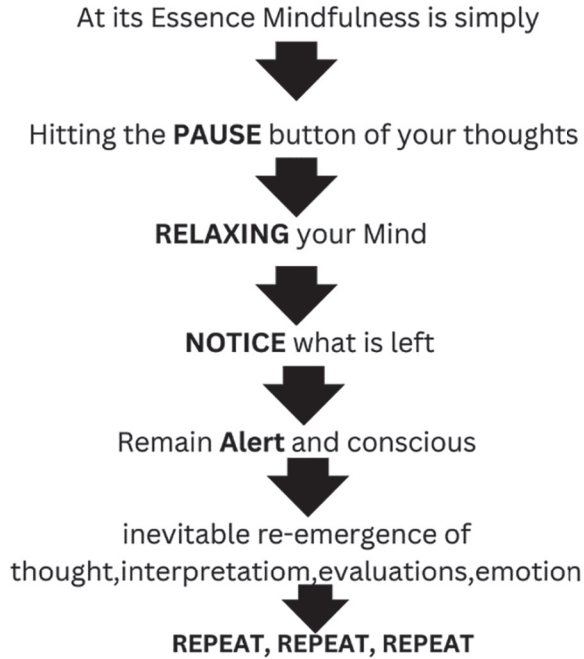 At its Essence Mindfulness is simply
Hitting the PAUSE button of your thoughts
RELAXING your Mind
NOTICE what is left
Remain Alert and conscious
inevitable re-emergence of
thought,interpretatiom,evaluations,emotion
REPEAT, REPEAT, REPEAT